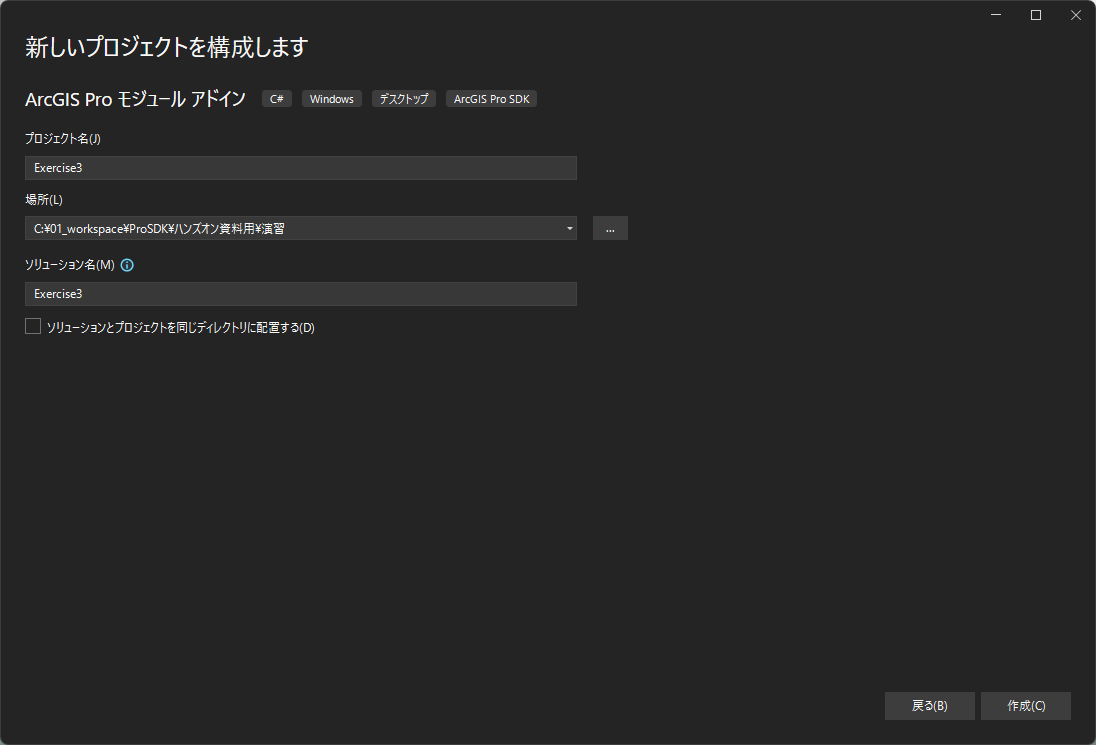 新しいプロジェクトを構成します
ArcGIS Pro モジュール アドイン C# Windows デスクトップ ArcGIS Pro SDK
プロジェクト名(J)
Exercise3
場所(L)
C:¥01_workspace¥ProSDK¥ハンズオン資料用¥演習 ...
ソリューション名(M)
Exercise3
ソリューションとプロジェクトを同じディレクトリに配置する(D)
戻る(B) 作成(C)